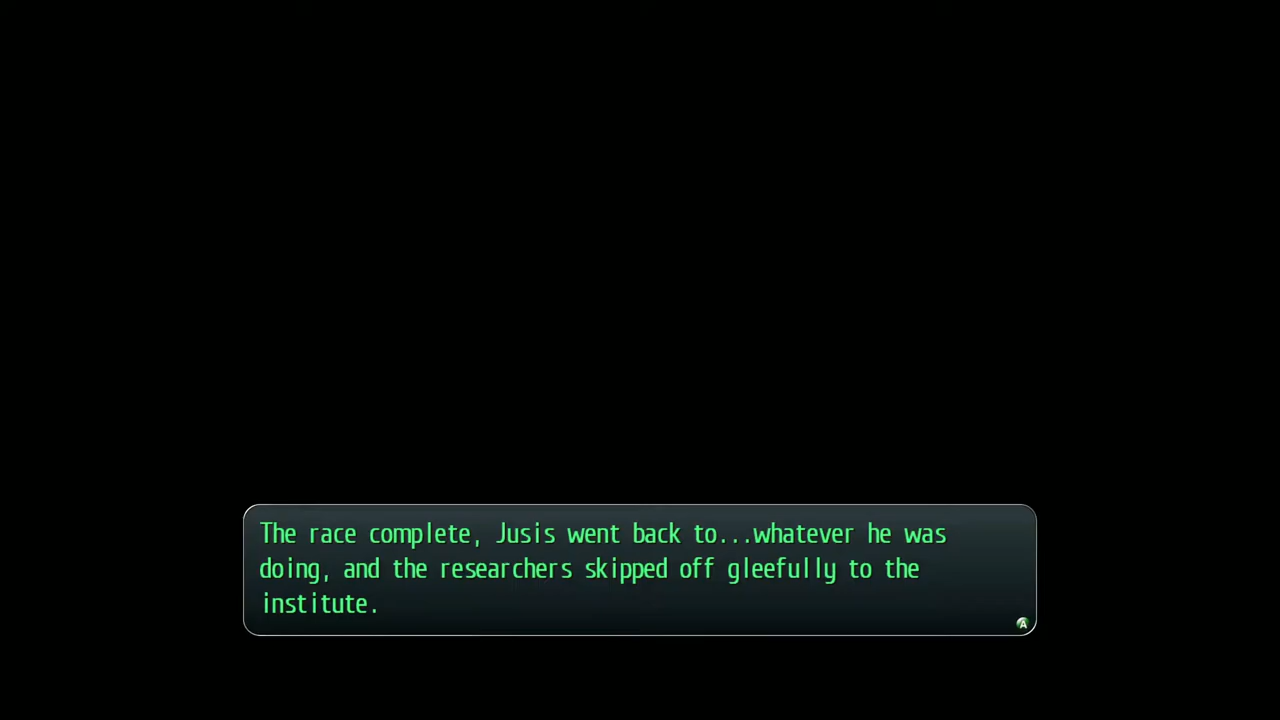 The race complete, Jusis went back to...whatever he was
doing, and the researchers skipped off gleefully to the
institute.
A